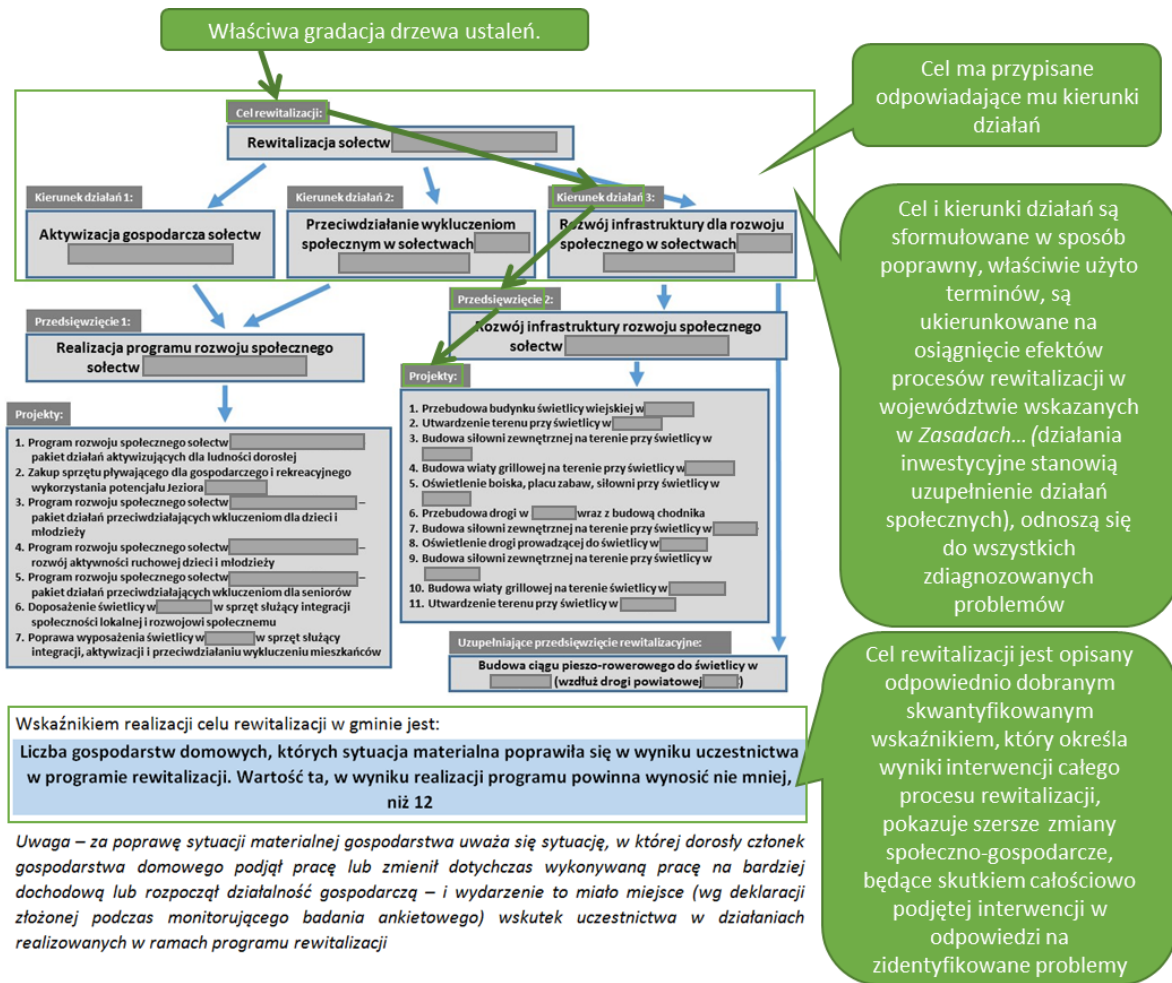 Właściwa gradacja drzewa ustaleń.
Cel ma przypisane
odpowiadające mu kierunki
działań
Cel rewitalizacji:
Rewitalizacja sołectw
Kierunek działań 1:
Aktywizacja gospodarcza sołectw
Kierunek działań 2:
Przeciwdziałanie wykluczeniom
społecznym w sołectwach
Kierunek działań 3:
Rozwój infrastruktury dla rozwoju
społecznego w sołectwach
Cel i kierunki działań są
sformułowane w sposób
poprawny, właściwie użyto
terminów, są
ukierunkowane na
osiągnięcie efektów
procesów rewitalizacji w
województwie wskazanych
w Zasadach... (działania
inwestycyjne stanowią
uzupełnienie działań
społecznych), odnoszą się
do wszystkich
zdiagnozowanych
problemów
Przedsięwzięcie 1:
Realizacja programu rozwoju społecznego
sołectw
Projekty:
1. Program rozwoju społecznego sołectw
pakiet działań aktywizujących dla ludności dorosłej
2. Zakup sprzętu pływającego dla gospodarczego i rekreacyjnego
wykorzystania potencjału Jeziora
3. Program rozwoju społecznego sołectw –
pakiet działań przeciwdziałających wkluczeniom dla dzieci i
młodzieży
4. Program rozwoju społecznego sołectw –
rozwój aktywności ruchowej dzieci i młodzieży
5. Program rozwoju społecznego sołectw –
pakiet działań przeciwdziałających wkluczeniom dla seniorów
6. Doposażenie świetlicy w w sprzęt służący integracji
społeczności lokalnej i rozwojowi społecznemu
7. Poprawa wyposażenia świetlicy w w sprzęt służący
integracji, aktywizacji i przeciwdziałaniu wykluczeniu mieszkańców
Przedsięwzięcie 2:
Rozwój infrastruktury rozwoju społecznego
sołectw
Projekty:
1. Przebudowa budynku świetlicy wiejskiej w
2. Utwardzenie terenu przy świetlicy w
3. Budowa siłowni zewnętrznej na terenie przy świetlicy w
4. Budowa wiaty grillowej na terenie przy świetlicy w
5. Oświetlenie boiska, placu zabaw, siłowni przy świetlicy w
6. Przebudowa drogi w wraz z budową chodnika
7. Budowa siłowni zewnętrznej na terenie przy świetlicy w
8. Oświetlenie drogi prowadzącej do świetlicy w
9. Budowa siłowni zewnętrznej na terenie przy świetlicy w
10. Budowa wiaty grillowej na terenie świetlicy w
11. Utwardzenie terenu przy świetlicy w
Uzupełniające przedsięwzięcie rewitalizacyjne:
Budowa ciągu pieszo-rowerowego do świetlicy w
(wzdłuż drogi powiatowej )
Wskaźnikiem realizacji celu rewitalizacji w gminie jest:
Liczba gospodarstw domowych, których sytuacja materialna poprawiła się w wyniku uczestnictwa
w programie rewitalizacji. Wartość ta, w wyniku realizacji programu powinna wynosić nie mniej,
niż 12
Uwaga – za poprawę sytuacji materialnej gospodarstwa uważa się sytuację, w której dorosły członek
gospodarstwa domowego podjął pracę lub zmienił dotychczas wykonywaną pracę na bardziej
dochodową lub rozpoczął działalność gospodarczą – i wydarzenie to miało miejsce (wg deklaracji
złożonej podczas monitorującego badania ankietowego) wskutek uczestnictwa w działaniach
realizowanych w ramach programu rewitalizacji
Cel rewitalizacji jest opisany
odpowiednio dobranym
skwantyfikowanym
wskaźnikiem, który określa
wyniki interwencji całego
procesu rewitalizacji,
pokazuje szersze zmiany
społeczno-gospodarcze,
będące skutkiem całościowo
podjętej interwencji w
odpowiedzi na
zidentyfikowane problemy